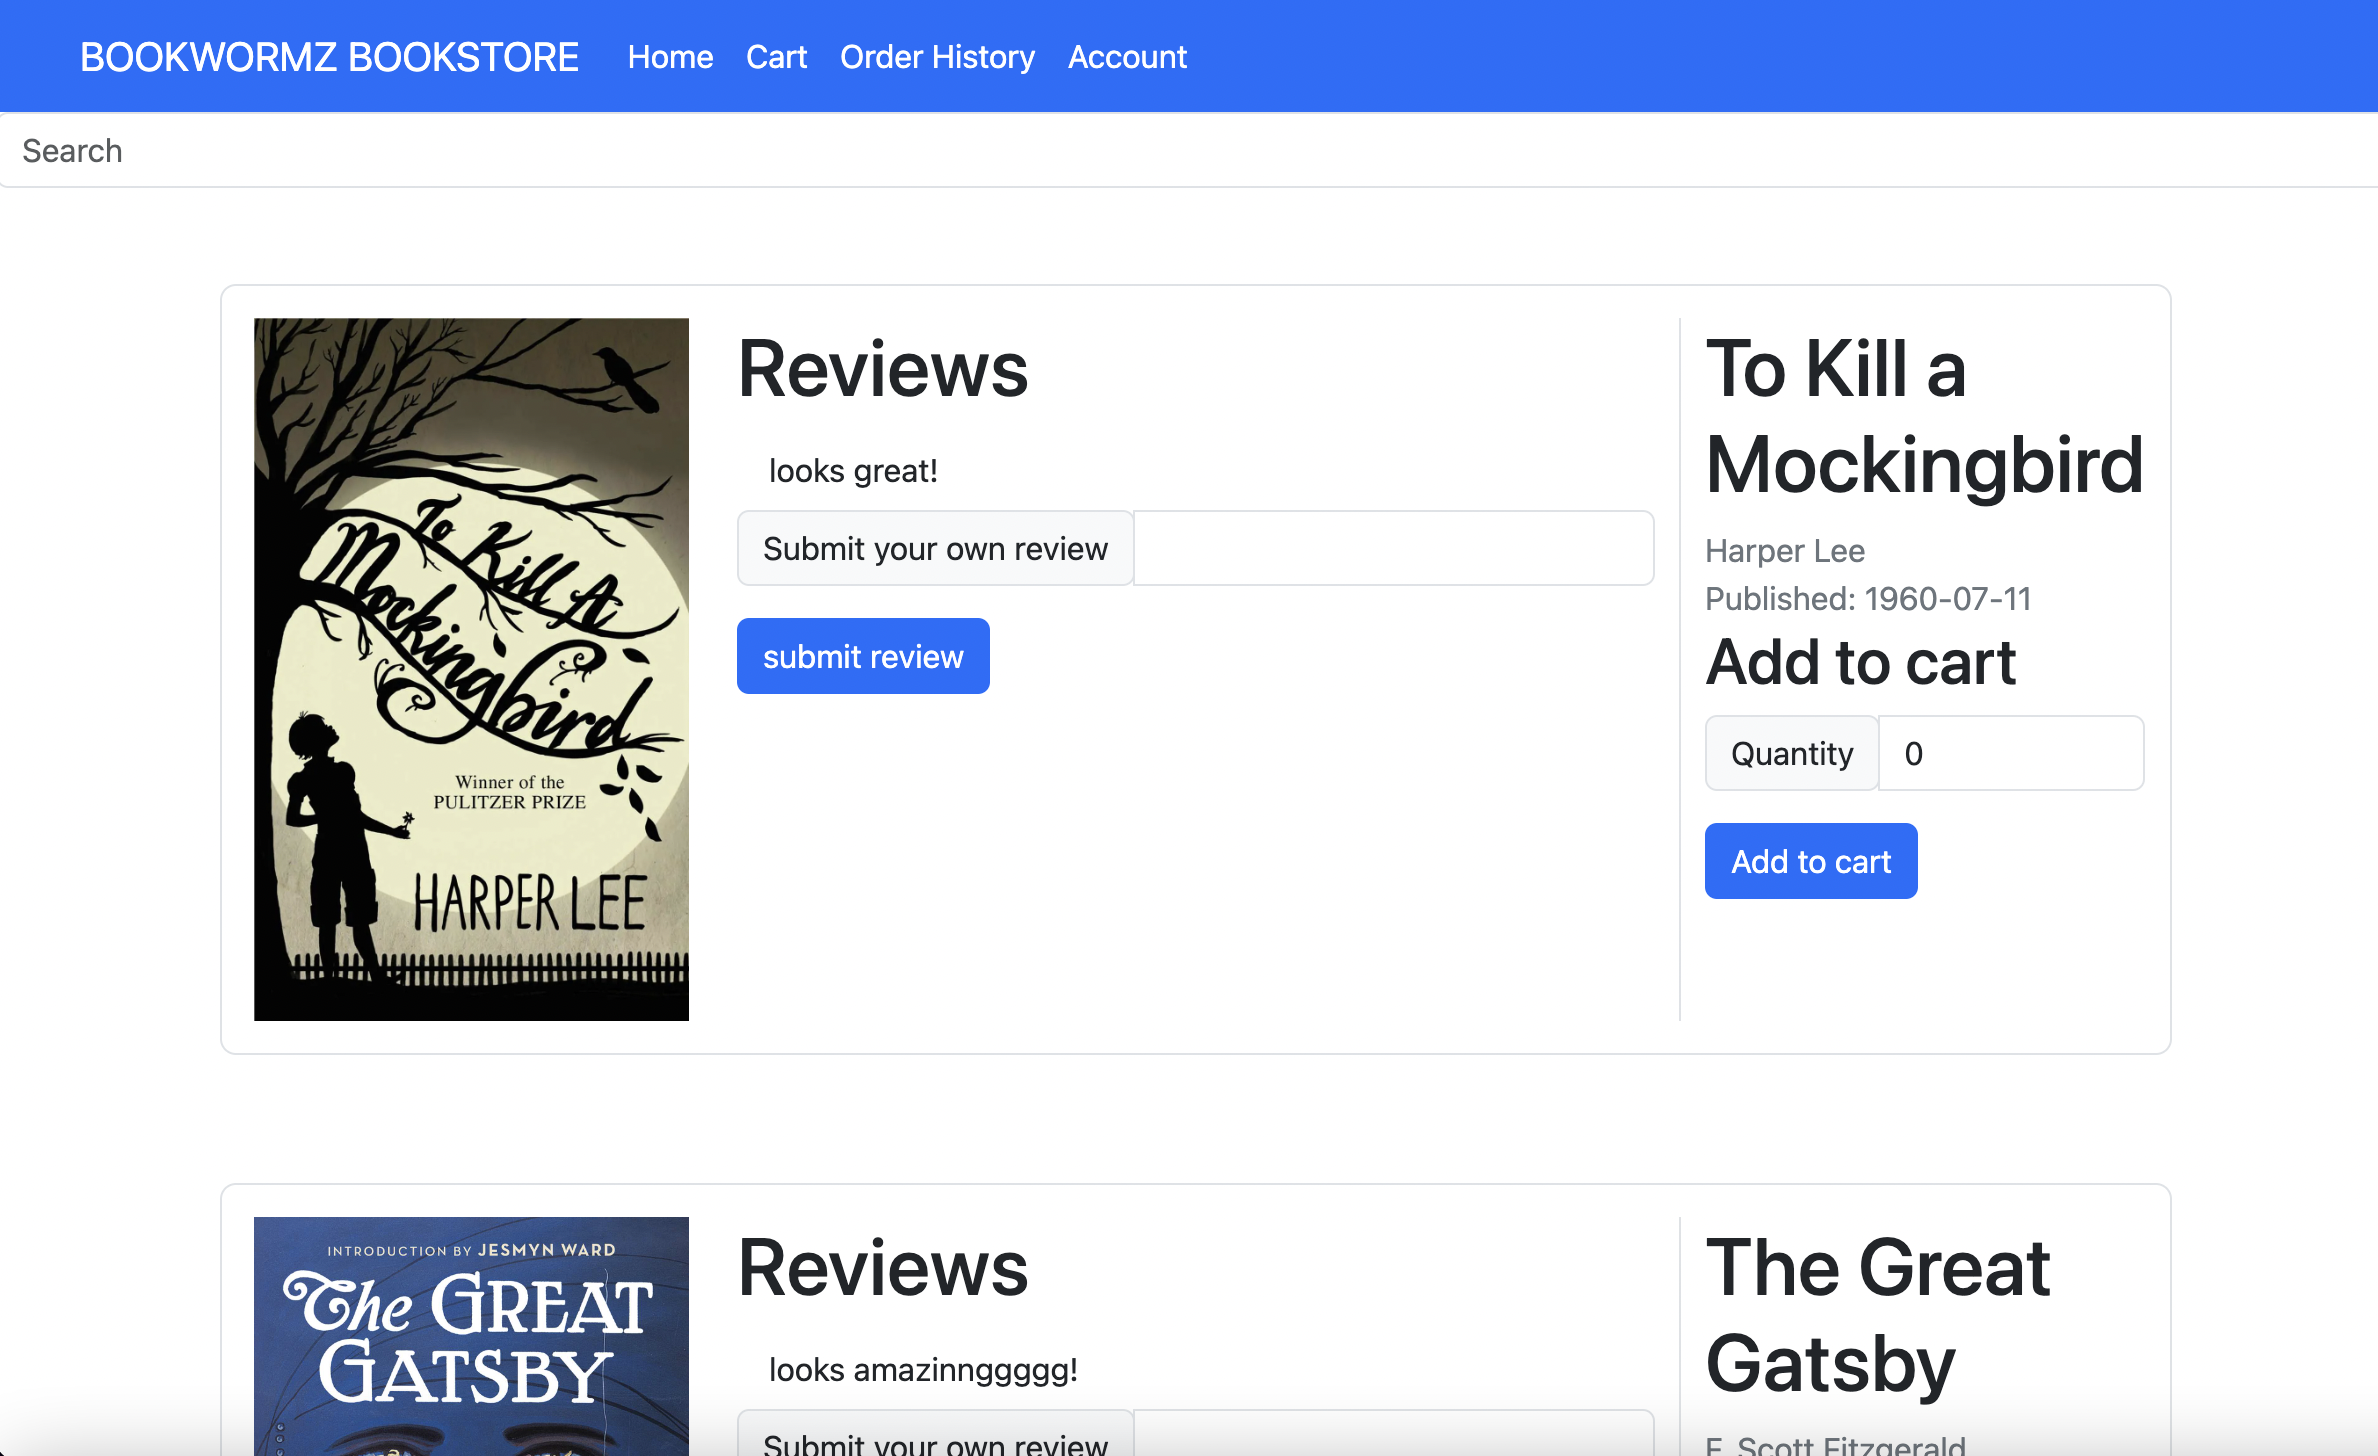 BOOKWORMZ BOOKSTORE Home Cart Order History Account
Search
To Kill A
Mockingbird
Winner of the
PULITZER PRIZE
HARPER LEE
Reviews
looks great!
Submit your own review
submit review
To Kill a
Mockingbird
Harper Lee
Published: 1960-07-11
Add to cart
Quantity 0
Add to cart
INTRODUCTION BY JESMYN WARD
The GREAT
GATSBY
Reviews
looks amazinnggggg!
Submit your own review
The Great
Gatsby
F. Scott Fitzgerald